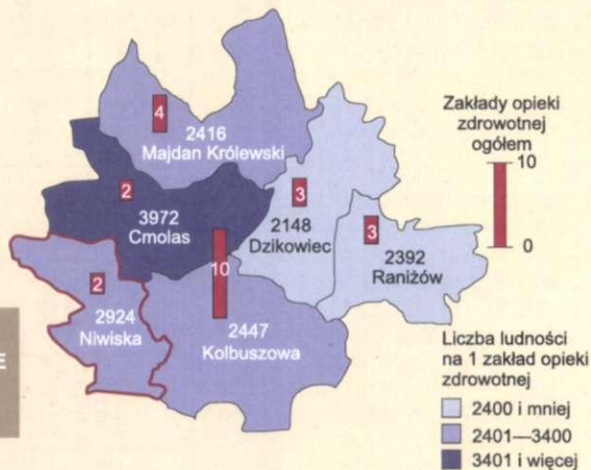 4
2416
Majdan Królewski
2
3972
Cmolas
3
2148
Dzikowiec
3
2392
Raniżów
10
2447
Kolbuszowa
2
2924
Niwiska
E
Zakłady opieki
zdrowotnej
ogółem
10
0
Liczba ludności
na 1 zakład opieki
zdrowotnej
2400 i mniej
2401—3400
3401 i więcej